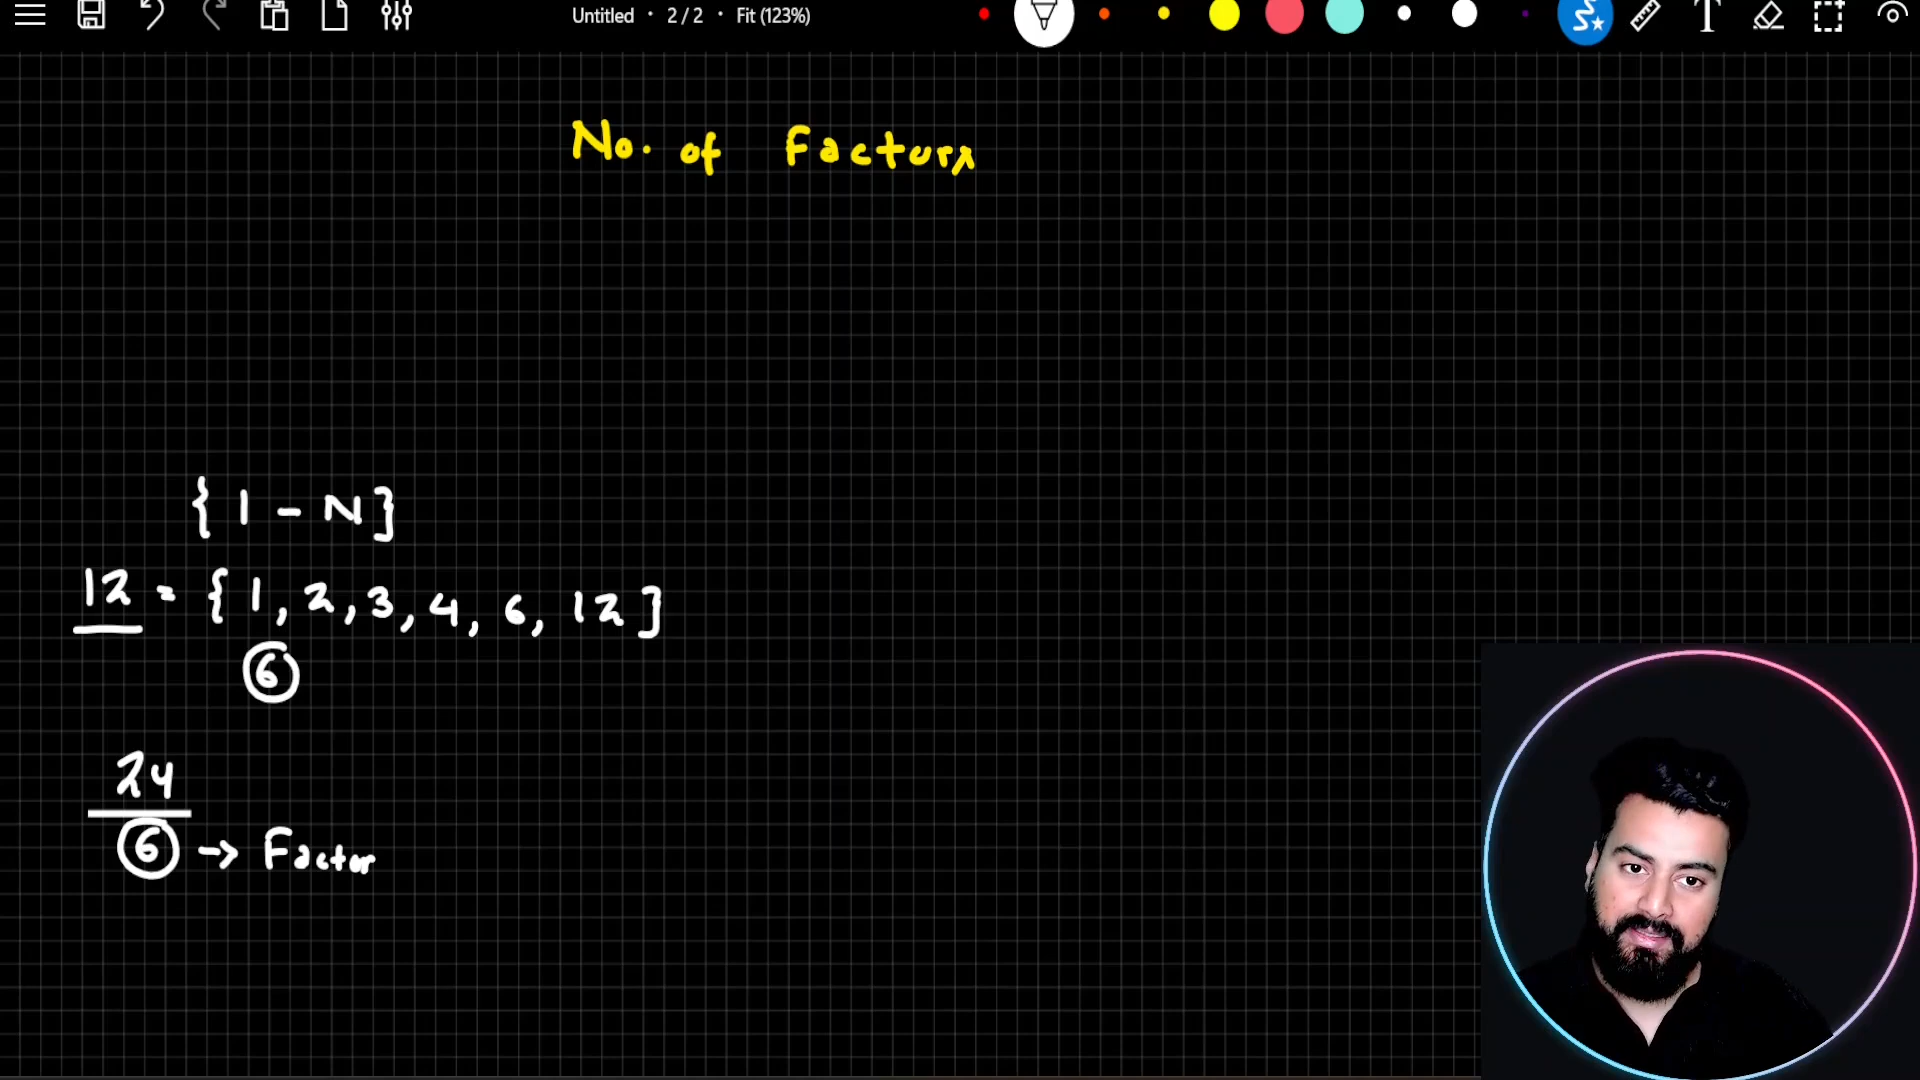 Untitled • 2 / 2 • Fit (123%)
T
No. of Factors
{ 1 - N }
12 = { 1, 2, 3, 4, 6, 12 }
6
24
6 -> Factor